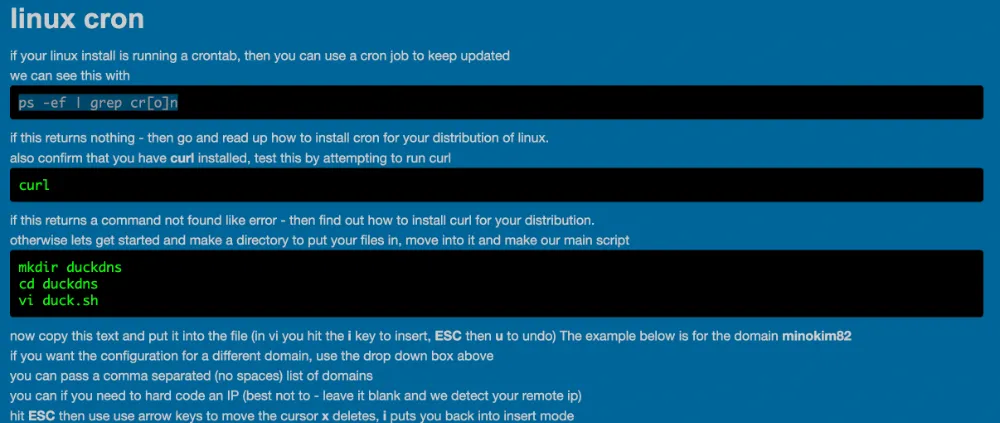 linux cron
if your linux install is running a crontab, then you can use a cron job to keep updated
we can see this with
ps -ef | grep cr[o]n
if this returns nothing - then go and read up how to install cron for your distribution of linux.
also confirm that you have curl installed, test this by attempting to run curl
curl
if this returns a command not found like error - then find out how to install curl for your distribution.
otherwise lets get started and make a directory to put your files in, move into it and make our main script
mkdir duckdns
cd duckdns
vi duck.sh
now copy this text and put it into the file (in vi you hit the i key to insert, ESC then u to undo) The example below is for the domain minokim82
if you want the configuration for a different domain, use the drop down box above
you can pass a comma separated (no spaces) list of domains
you can if you need to hard code an IP (best not to - leave it blank and we detect your remote ip)
hit ESC then use use arrow keys to move the cursor x deletes, i puts you back into insert mode